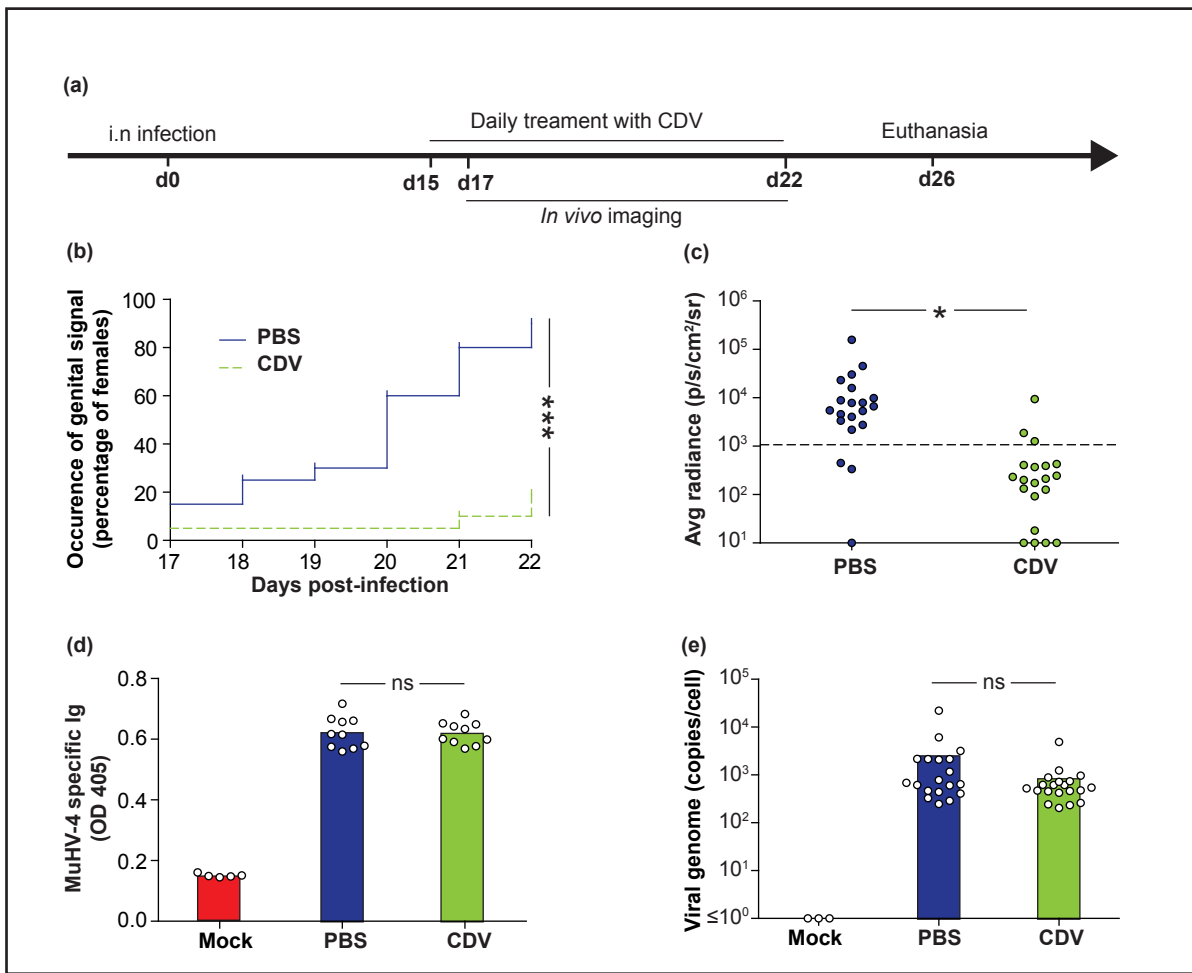 (a)
i.n infection
Daily treament with CDV
Euthanasia
d0
d15
d17
d22
d26
In vivo imaging
(b)
Occurence of genital signal
(percentage of females)
100
80
60
40
20
0
PBS
CDV
***
17 18 19 20 21 22
Days post-infection
(c)
Avg radiance (p/s/cm²/sr)
10⁶
10⁵
10⁴
10³
10²
10¹
*
PBS CDV
(d)
MuHV-4 specific Ig
(OD 405)
0.8
0.6
0.4
0.2
0.0
ns
Mock PBS CDV
(e)
Viral genome (copies/cell)
10⁵
10⁴
10³
10²
10¹
≤10⁰
ns
Mock PBS CDV